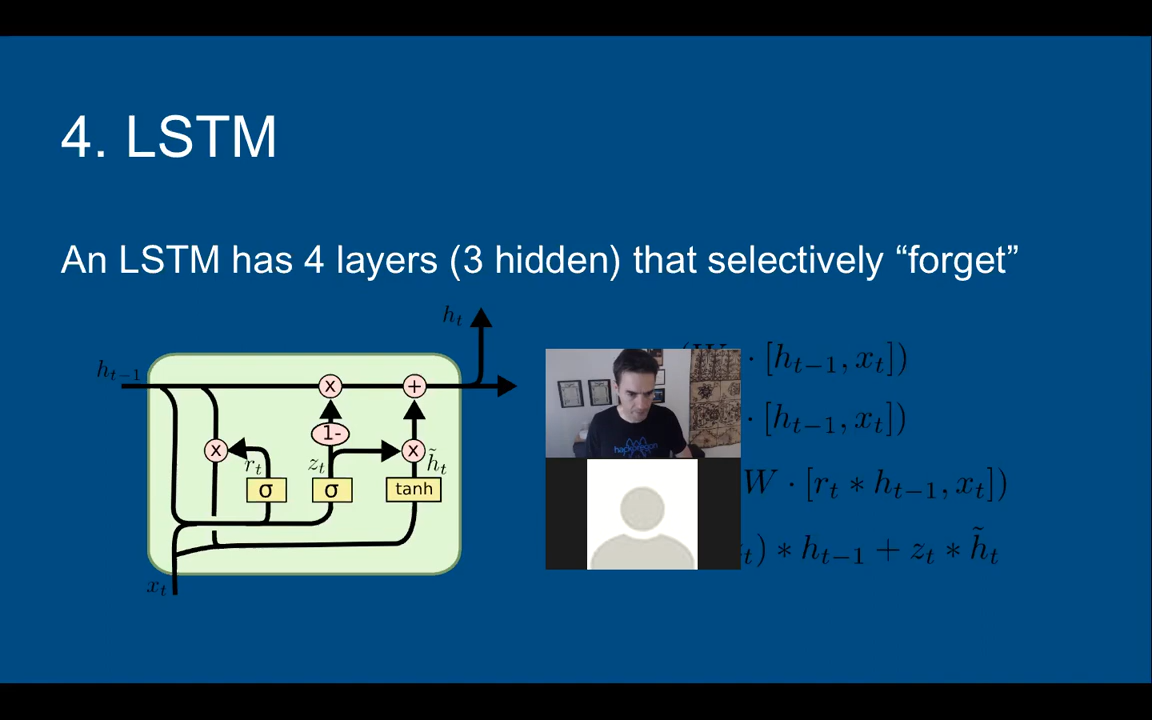 4. LSTM
An LSTM has 4 layers (3 hidden) that selectively “forget”
h_t
h_{t-1}
x +
1-
x r_t z_t x h̃_t
σ σ tanh
x_t
· [h_{t-1}, x_t])
· [h_{t-1}, x_t])
W · [r_t * h_{t-1}, x_t])
t) * h_{t-1} + z_t * h̃_t